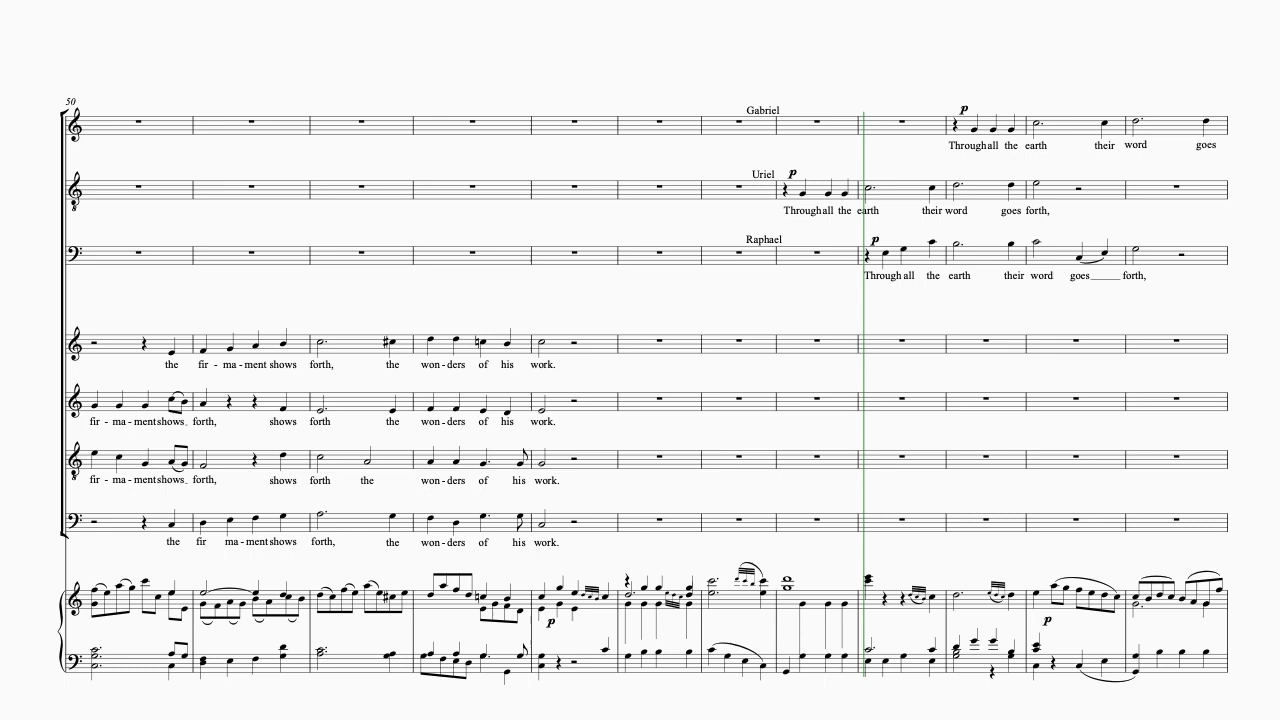 50
Gabriel
p
Through all the earth their word goes
Uriel
p
Through all the earth their word goes forth,
Raphael
p
Through all the earth their word goes____ forth,
the fir - ma - ment shows forth, the won - ders of his work.
fir - ma - ment shows_ forth, shows forth the won - ders of his work.
fir - ma - ment shows_ forth, shows forth the won - ders of his work.
the fir ma - ment shows forth, the won - ders of his work.
p
p